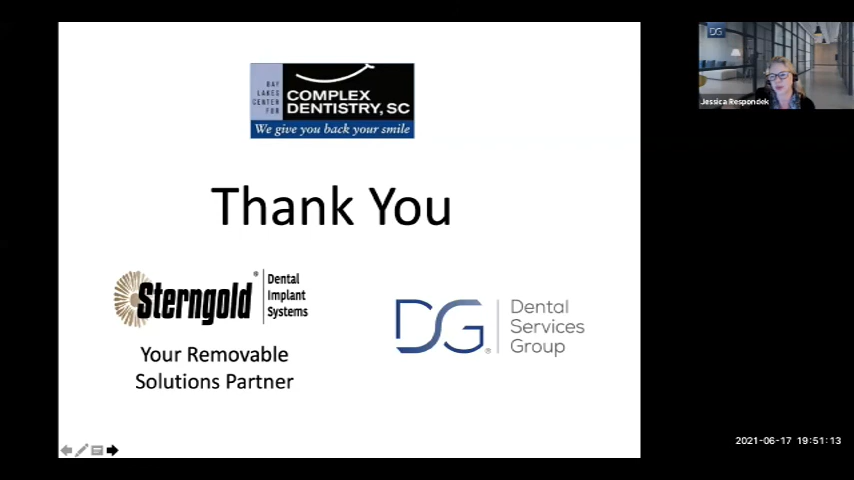 BAY
LAKES
CENTER
FOR
COMPLEX
DENTISTRY, SC
We give you back your smile
Thank You
Sterngold®
Dental
Implant
Systems
Your Removable
Solutions Partner
DG®
Dental
Services
Group
DG
Jessica Respondek
2021-06-17 19:51:13